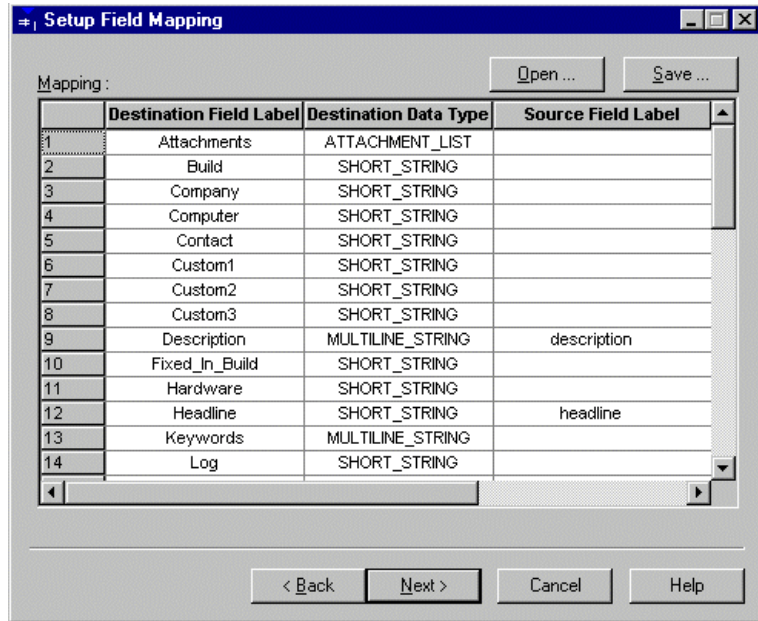 Setup Field Mapping
Open ... Save ...
Mapping :
Destination Field Label Destination Data Type Source Field Label
1 Attachments ATTACHMENT_LIST
2 Build SHORT_STRING
3 Company SHORT_STRING
4 Computer SHORT_STRING
5 Contact SHORT_STRING
6 Custom1 SHORT_STRING
7 Custom2 SHORT_STRING
8 Custom3 SHORT_STRING
9 Description MULTILINE_STRING description
10 Fixed_In_Build SHORT_STRING
11 Hardware SHORT_STRING
12 Headline SHORT_STRING headline
13 Keywords MULTILINE_STRING
14 Log SHORT_STRING
< Back Next > Cancel Help